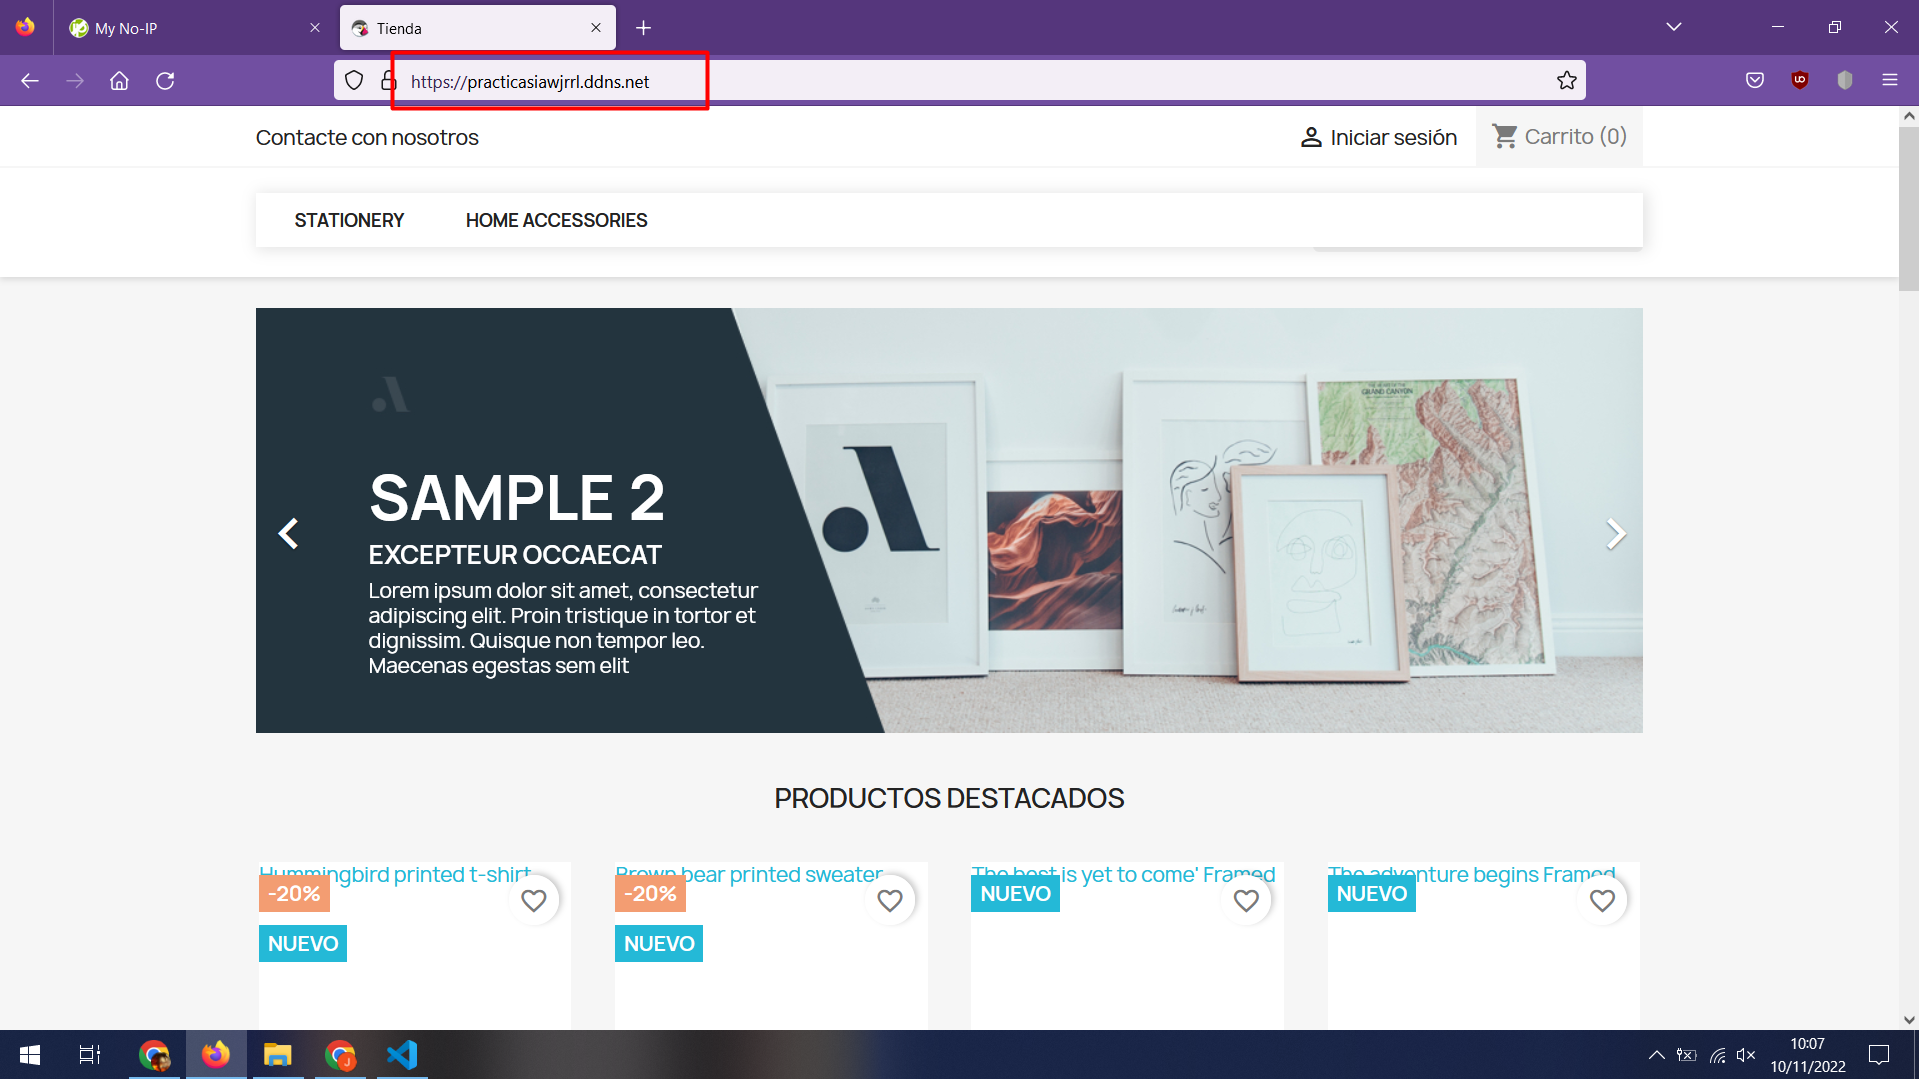 My No-IP
Tienda
https://practicasiawjrrl.ddns.net
Contacte con nosotros
Iniciar sesión
Carrito (0)
STATIONERY
HOME ACCESSORIES
GRAND CANYON
SAMPLE 2
EXCEPTEUR OCCAECAT
Lorem ipsum dolor sit amet, consectetur
adipiscing elit. Proin tristique in tortor et
dignissim. Quisque non tempor leo.
Maecenas egestas sem elit
PRODUCTOS DESTACADOS
Hummingbird printed t-shirt
-20%
NUEVO
Brown bear printed sweater
-20%
NUEVO
The best is yet to come' Framed
NUEVO
The adventure begins Framed
NUEVO
10:07
10/11/2022